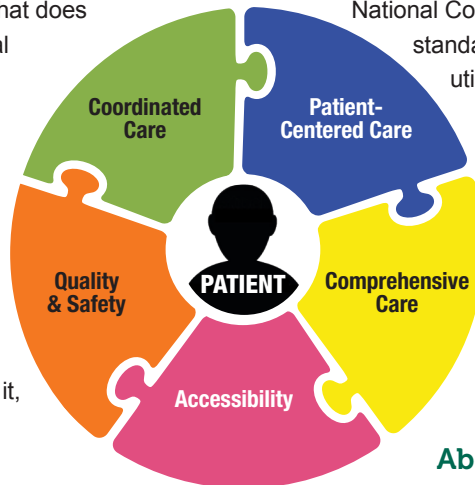 hat does
National Co
al
standa
uti
Coordinated
Care
Patient-
Centered Care
Quality
& Safety
PATIENT
Comprehensive
Care
Accessibility
it,
Ab